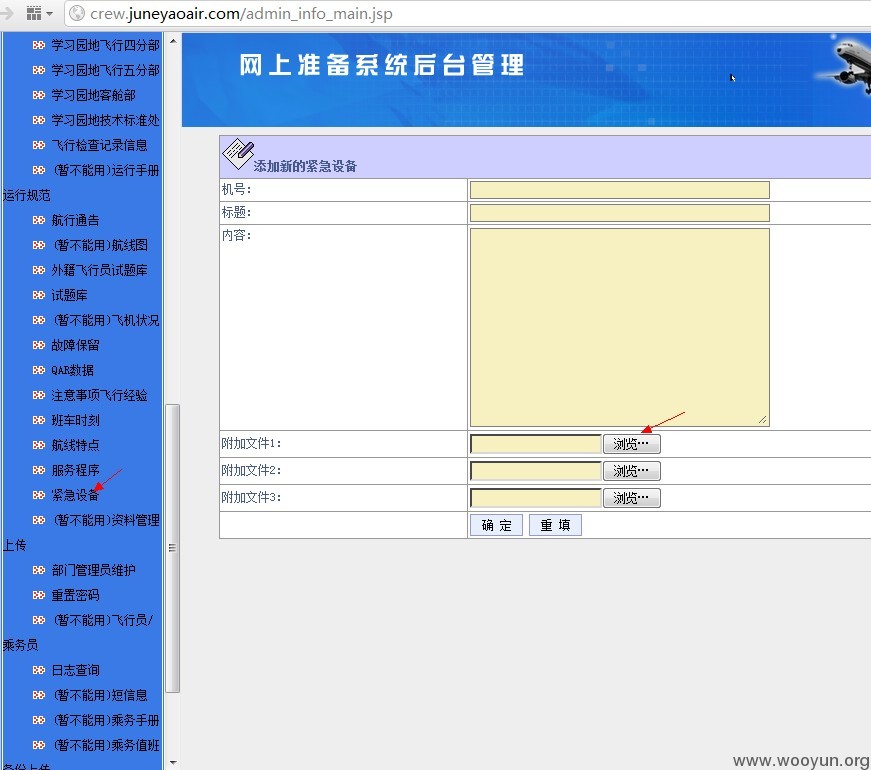 crew.juneyaoair.com/admin_info_main.jsp
学习园地飞行四分部
学习园地飞行五分部
学习园地客舱部
学习园地技术标准处
飞行检查记录信息
(暂不能用)运行手册
运行规范
航行通告
(暂不能用)航线图
外籍飞行员试题库
试题库
(暂不能用)飞机状况
故障保留
QAR数据
注意事项飞行经验
班车时刻
航线特点
服务程序
紧急设备
(暂不能用)资料管理
上传
部门管理员维护
重置密码
(暂不能用)飞行员/
乘务员
日志查询
(暂不能用)短信息
(暂不能用)乘务手册
(暂不能用)乘务值班
备份上传
网上准备系统后台管理
添加新的紧急设备
机号:
标题:
内容:
附加文件1:
浏览…
附加文件2:
浏览…
附加文件3:
浏览…
确 定
重 填
www.wooyun.org